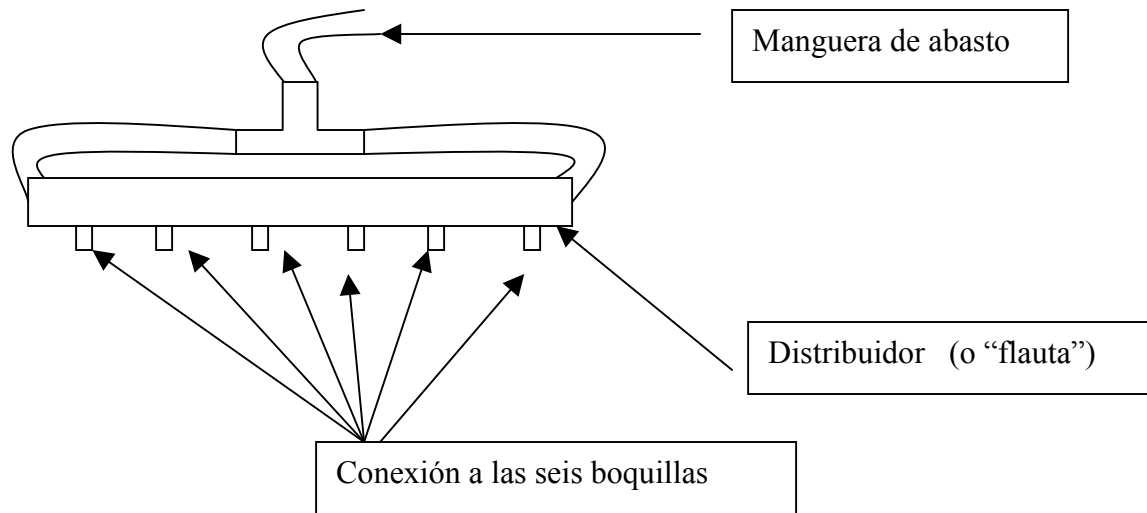 Manguera de abasto
Distribuidor (o “flauta”)
Conexión a las seis boquillas